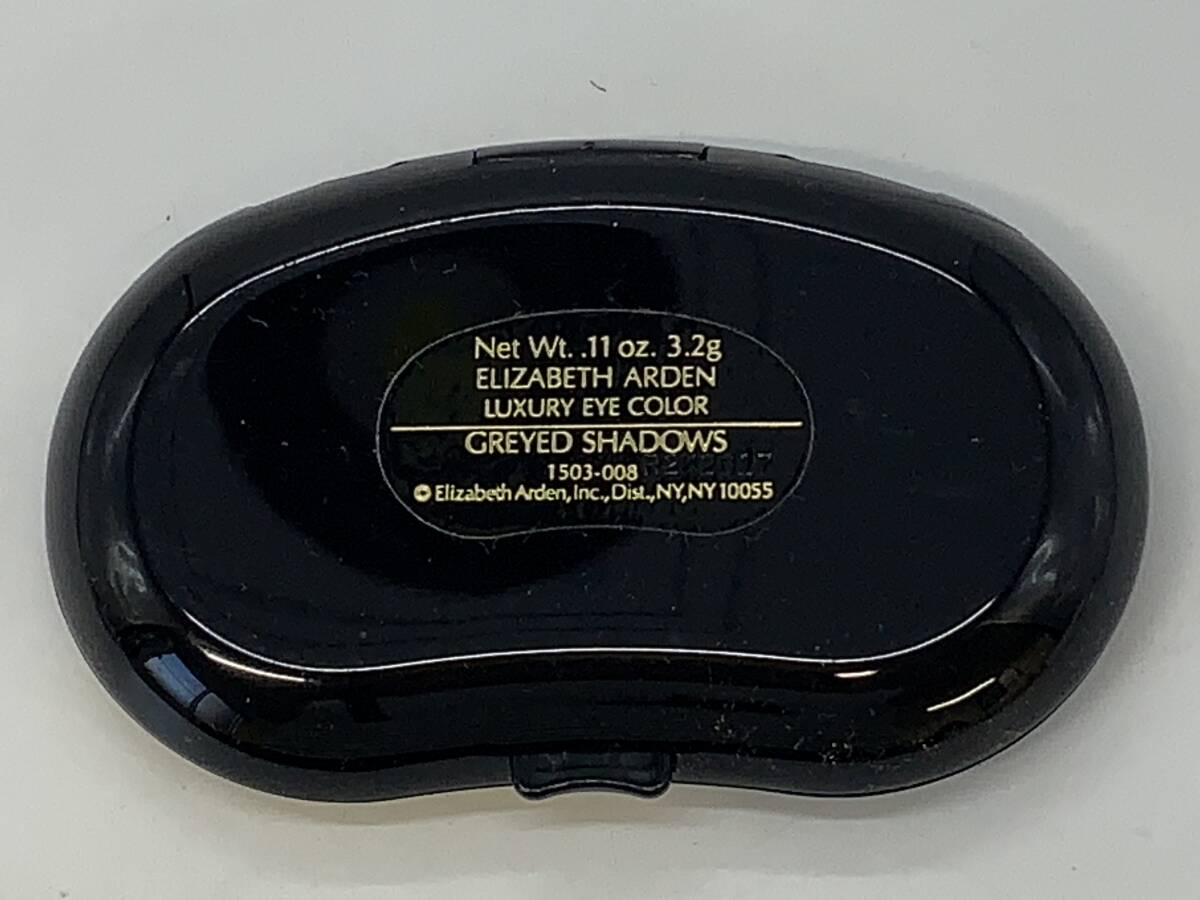 Net Wt. .11 oz. 3.2g
ELIZABETH ARDEN
LUXURY EYE COLOR
GREYED SHADOWS
1503-008
© Elizabeth Arden, Inc., Dist., NY, NY 10055